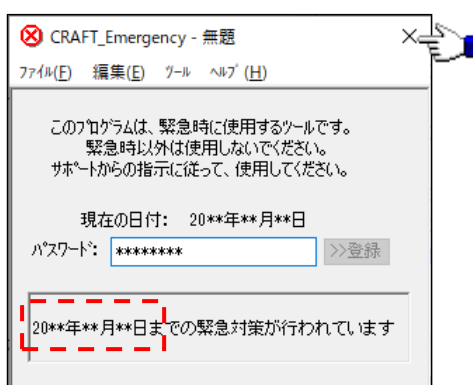 CRAFT_Emergency - 無題
ﾌｧｲﾙ(F) 編集(E) ﾂｰﾙ ﾍﾙﾌﾟ(H)
このﾌﾟﾛｸﾞﾗﾑは、緊急時に使用するﾂｰﾙです。
緊急時以外は使用しないでください。
ｻﾎﾟｰﾄからの指示に従って、使用してください。
現在の日付: 20**年**月**日
ﾊﾟｽﾜｰﾄﾞ: ******** >>登録
20**年**月**日までの緊急対策が行われています